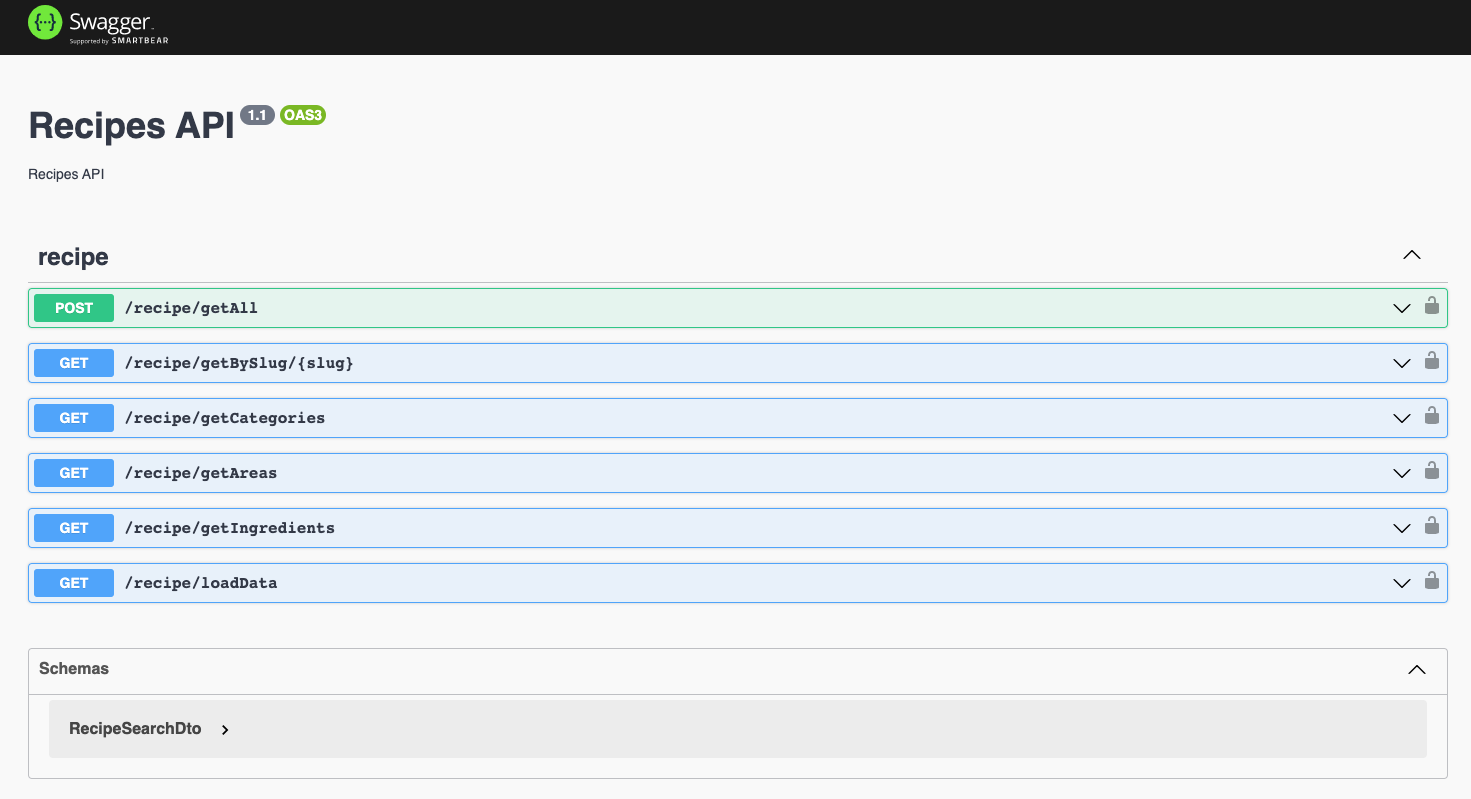 Swagger
Supported by SMARTBEAR
Recipes API 1.1 OAS3
Recipes API
recipe
POST /recipe/getAll
GET /recipe/getBySlug/{slug}
GET /recipe/getCategories
GET /recipe/getAreas
GET /recipe/getIngredients
GET /recipe/loadData
Schemas
RecipeSearchDto